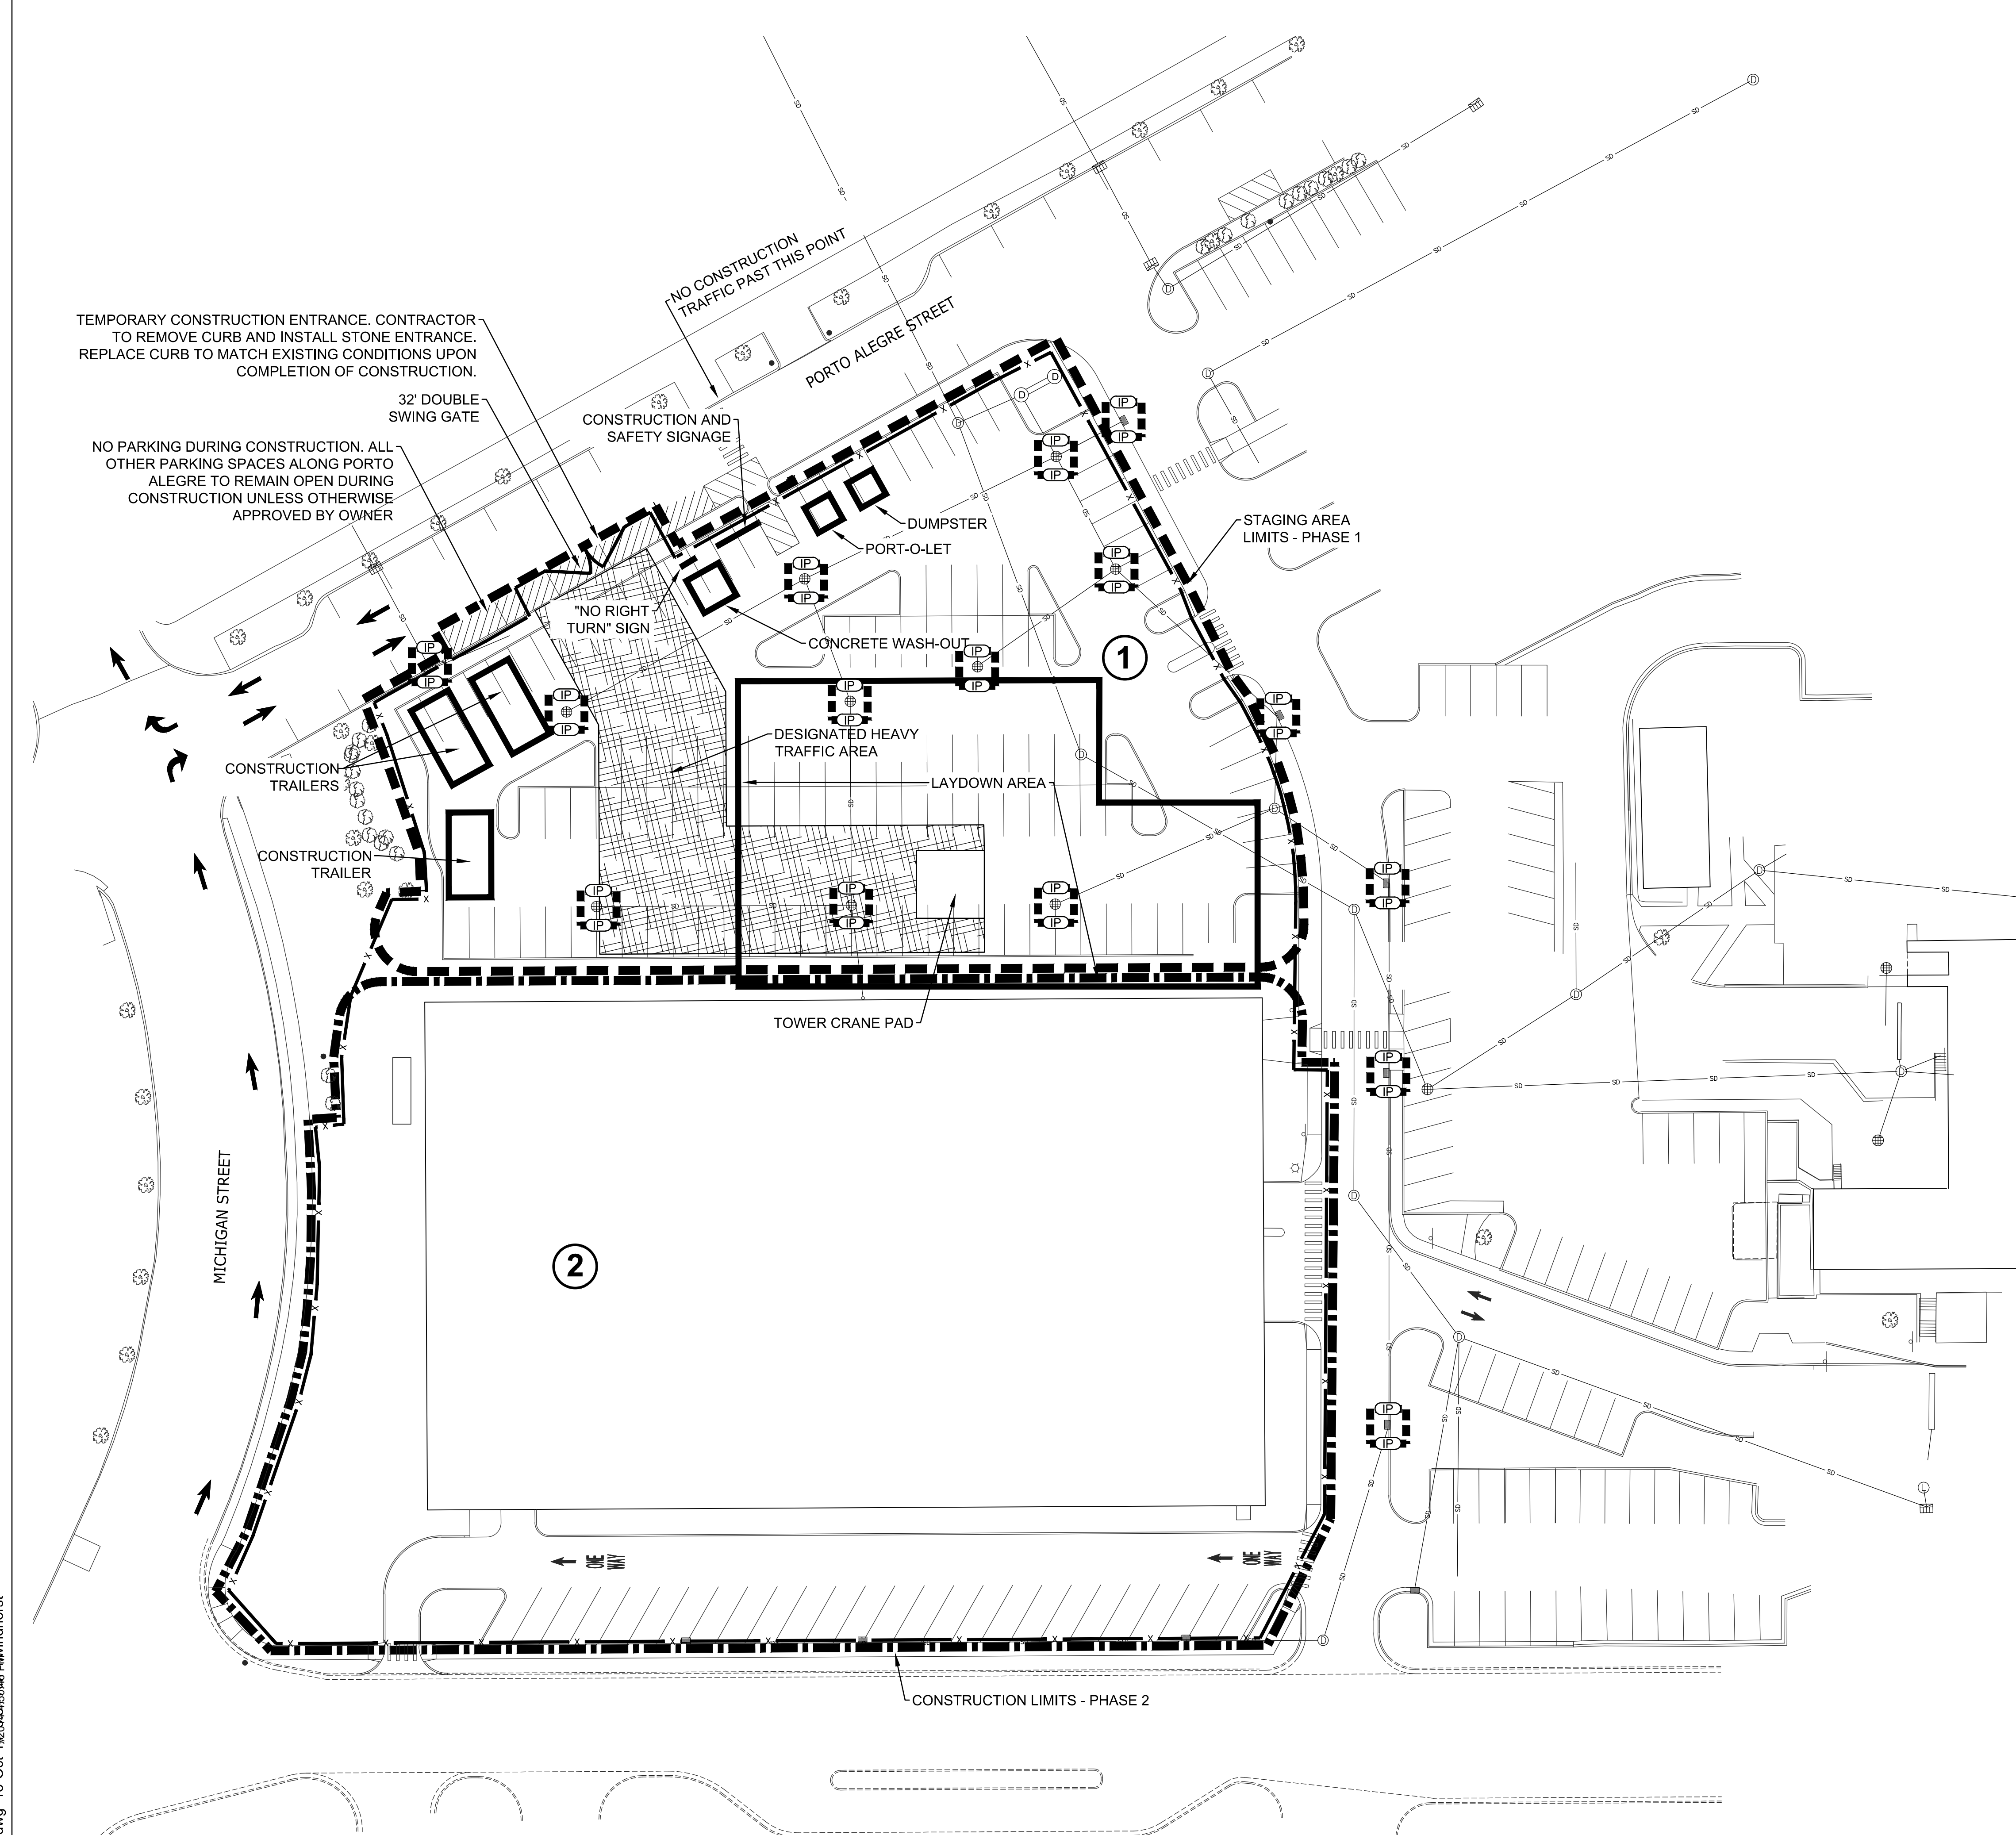 NO CONSTRUCTION
TRAFFIC PAST THIS POINT
PORTO ALEGRE STREET
TEMPORARY CONSTRUCTION ENTRANCE. CONTRACTOR
TO REMOVE CURB AND INSTALL STONE ENTRANCE.
REPLACE CURB TO MATCH EXISTING CONDITIONS UPON
COMPLETION OF CONSTRUCTION.
32' DOUBLE
SWING GATE
CONSTRUCTION AND
SAFETY SIGNAGE
NO PARKING DURING CONSTRUCTION. ALL
OTHER PARKING SPACES ALONG PORTO
ALEGRE TO REMAIN OPEN DURING
CONSTRUCTION UNLESS OTHERWISE
APPROVED BY OWNER
DUMPSTER
PORT-O-LET
STAGING AREA
LIMITS - PHASE 1
"NO RIGHT
TURN" SIGN
CONCRETE WASH-OUT
1
DESIGNATED HEAVY
TRAFFIC AREA
CONSTRUCTION
TRAILERS
LAYDOWN AREA
CONSTRUCTION
TRAILER
TOWER CRANE PAD
MICHIGAN STREET
2
ONE
WAY
ONE
WAY
CONSTRUCTION LIMITS - PHASE 2